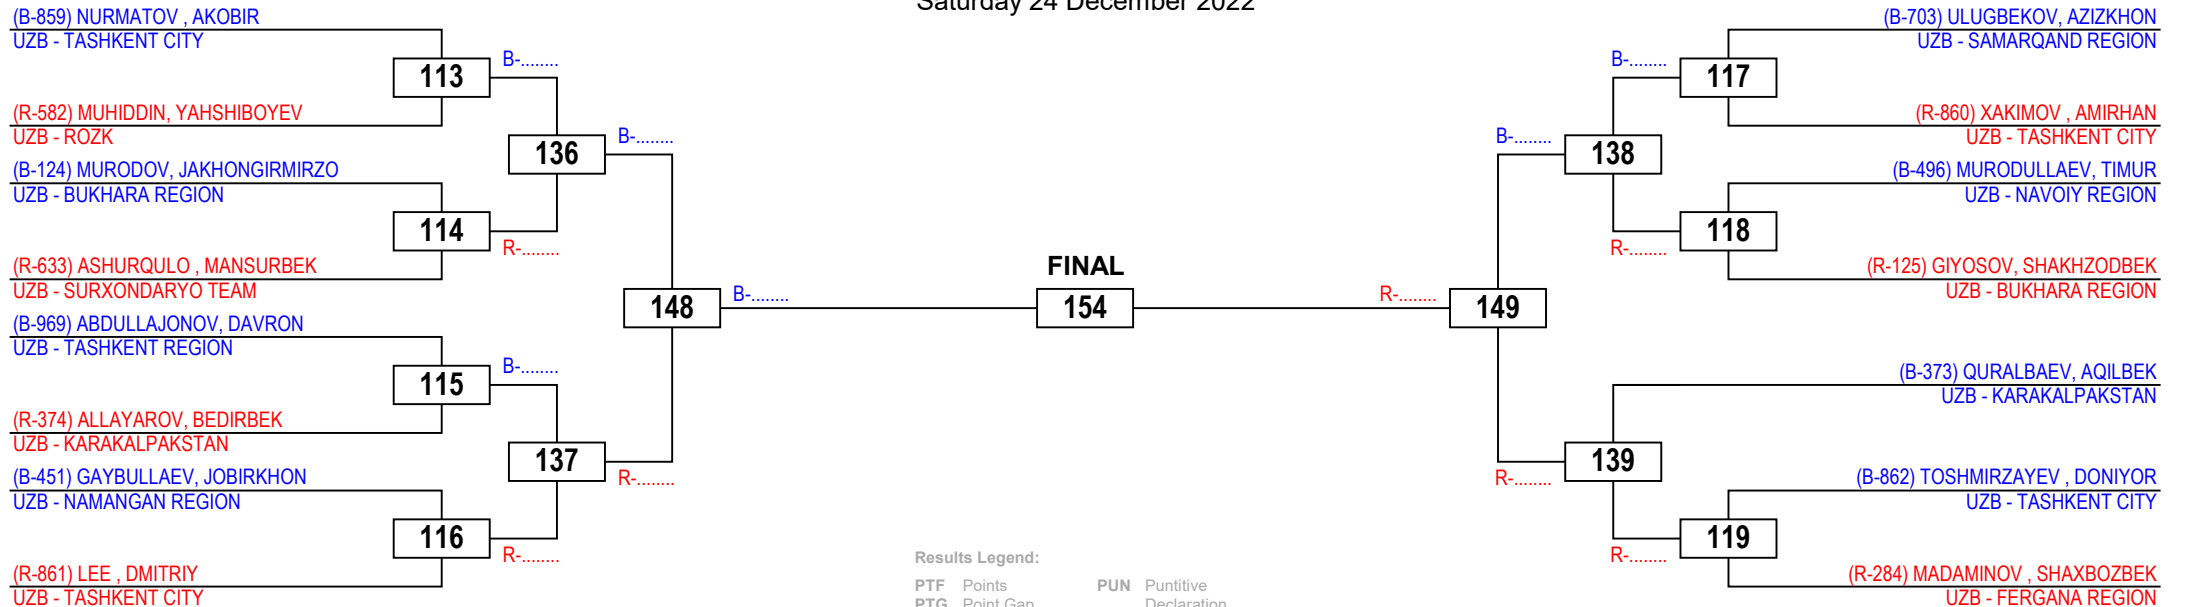 Saturday 24 December 2022
(B-859) NURMATOV , AKOBIR
UZB - TASHKENT CITY
113
B-........
(R-582) MUHIDDIN, YAHSHIBOYEV
UZB - ROZK
136
B-........
(B-124) MURODOV, JAKHONGIRMIRZO
UZB - BUKHARA REGION
114
R-........
(R-633) ASHURQULO , MANSURBEK
UZB - SURXONDARYO TEAM
148
B-........
(B-969) ABDULLAJONOV, DAVRON
UZB - TASHKENT REGION
115
B-........
(R-374) ALLAYAROV, BEDIRBEK
UZB - KARAKALPAKSTAN
137
R-........
(B-451) GAYBULLAEV, JOBIRKHON
UZB - NAMANGAN REGION
116
R-........
(R-861) LEE , DMITRIY
UZB - TASHKENT CITY
FINAL
154
(B-703) ULUGBEKOV, AZIZKHON
UZB - SAMARQAND REGION
B-........
117
(R-860) XAKIMOV , AMIRHAN
UZB - TASHKENT CITY
B-........
138
(B-496) MURODULLAEV, TIMUR
UZB - NAVOIY REGION
R-........
118
(R-125) GIYOSOV, SHAKHZODBEK
UZB - BUKHARA REGION
R-........
149
(B-373) QURALBAEV, AQILBEK
UZB - KARAKALPAKSTAN
R-........
139
(B-862) TOSHMIRZAYEV , DONIYOR
UZB - TASHKENT CITY
R-........
119
(R-284) MADAMINOV , SHAXBOZBEK
UZB - FERGANA REGION
Results Legend:
PTF Points
PTG Point Gap
PUN Puntitive
Declaration